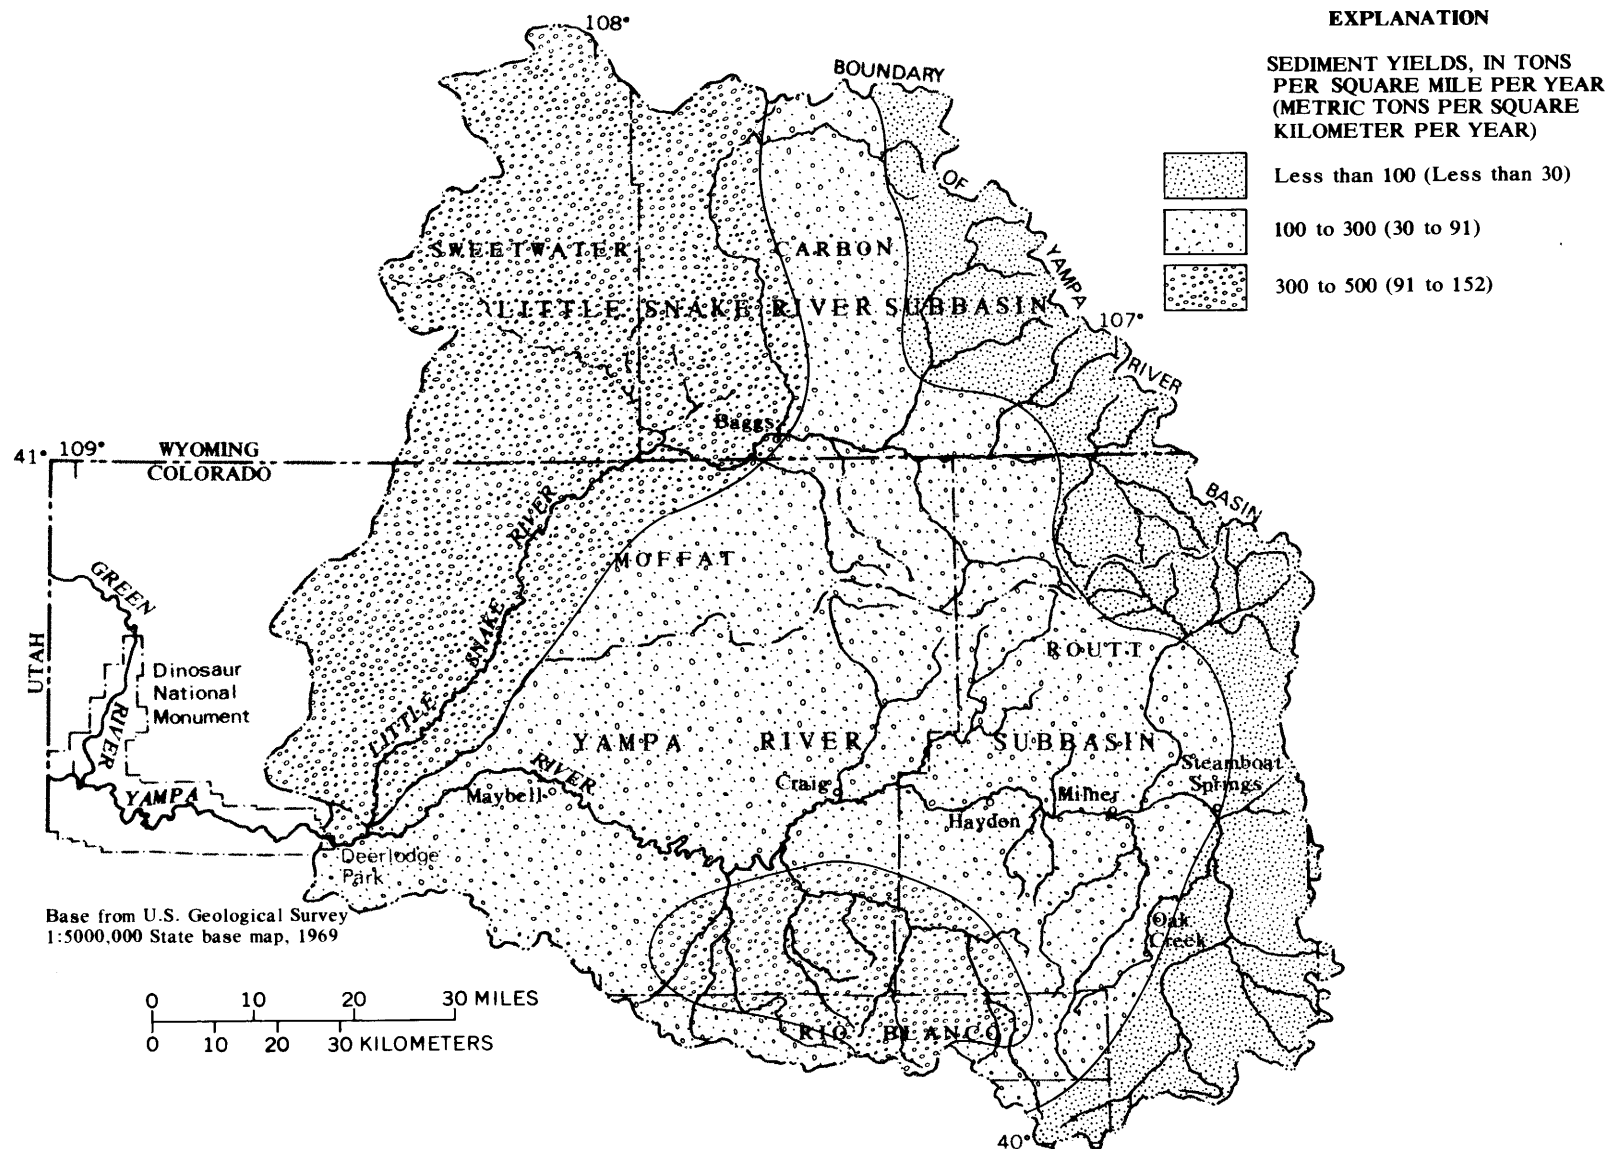 EXPLANATION
SEDIMENT YIELDS, IN TONS
PER SQUARE MILE PER YEAR
(METRIC TONS PER SQUARE
KILOMETER PER YEAR)
Less than 100 (Less than 30)
100 to 300 (30 to 91)
300 to 500 (91 to 152)
108°
BOUNDARY
OF
YAMPA
RIVER
BASIN
107°
SWEETWATER
CARBON
LITTLE SNAKE RIVER SUBBASIN
Baggs
41°
109°
WYOMING
COLORADO
GREEN
RIVER
UTAH
Dinosaur
National
Monument
YAMPA
LITTLE
SNAKE
RIVER
MOFFAT
ROUTT
YAMPA RIVER SUBBASIN
RIVER
Maybell
Craig
Haydon
Milner
Steamboat
Springs
Deerlodge
Park
Oak
Creek
RIO BLANCO
40°
Base from U.S. Geological Survey
1:5000,000 State base map, 1969
0 10 20 30 MILES
0 10 20 30 KILOMETERS